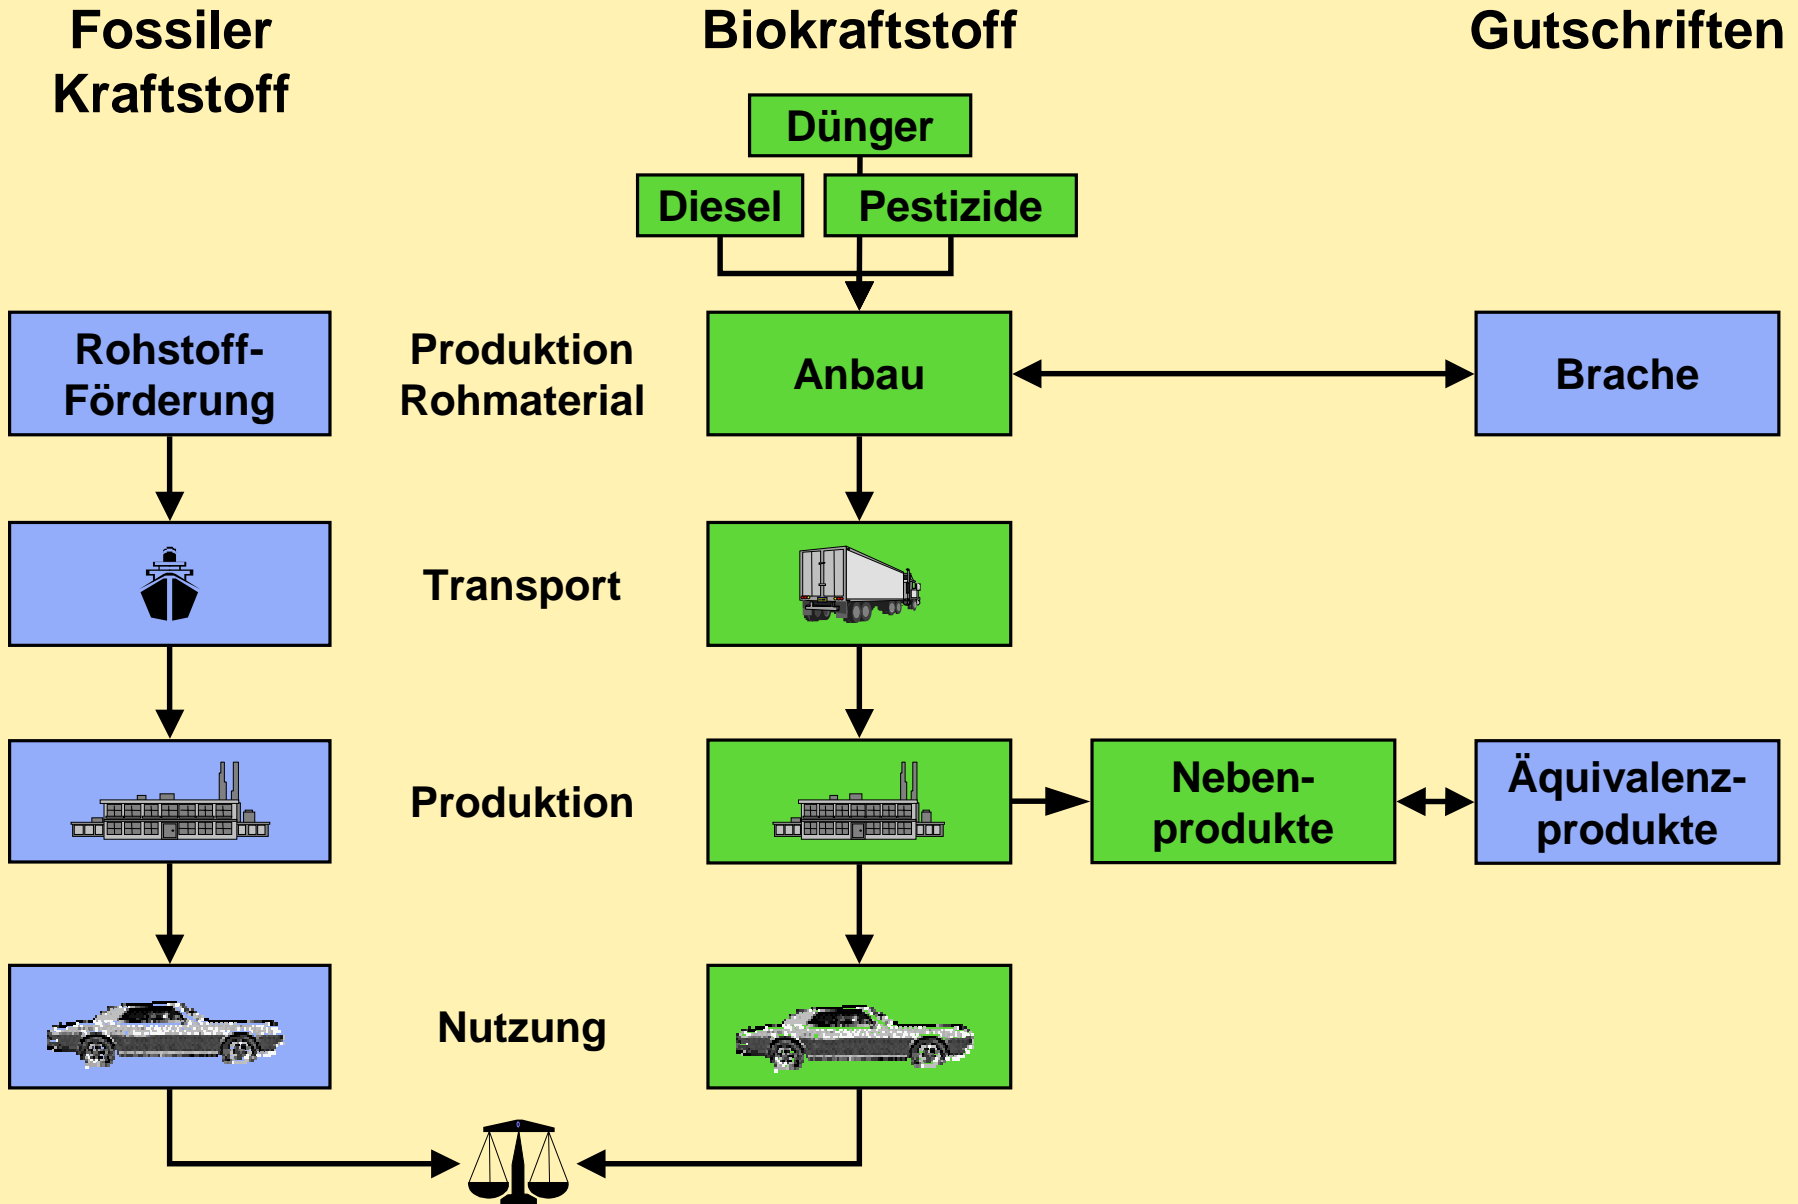 Fossiler
Kraftstoff
Biokraftstoff
Gutschriften
Dünger
Diesel
Pestizide
Rohstoff-
Förderung
Produktion
Rohmaterial
Anbau
Brache
Transport
Produktion
Neben-
produkte
Äquivalenz-
produkte
Nutzung